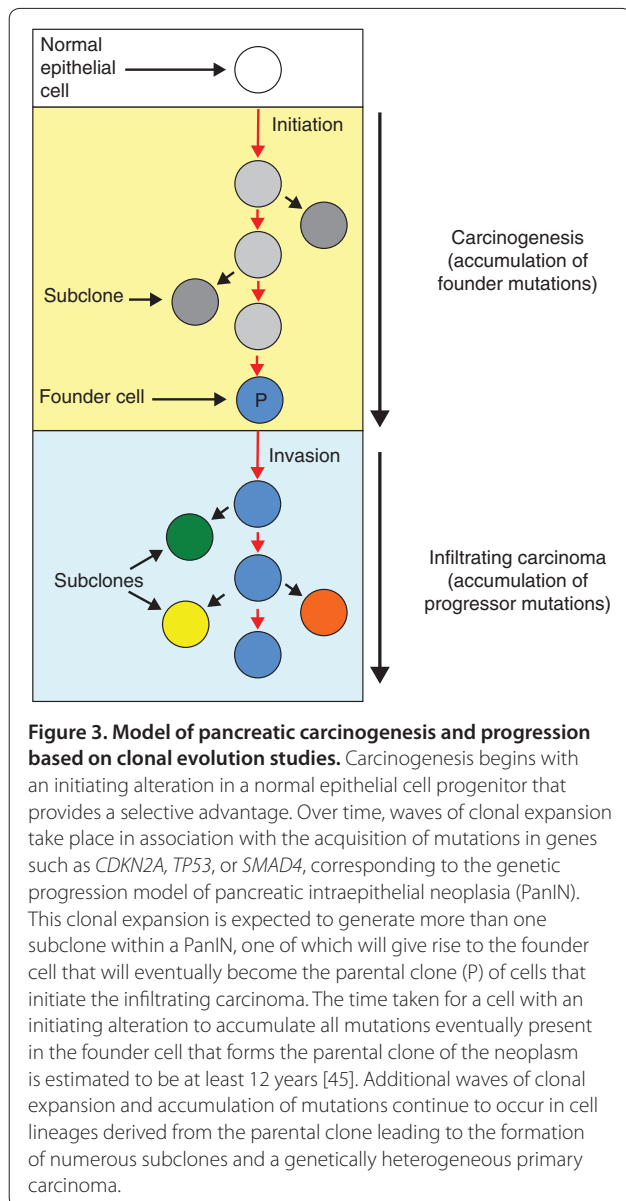 Normal
epithelial
cell
Initiation
Carcinogenesis
(accumulation of
founder mutations)
Subclone
Founder cell
P
Invasion
Subclones
Infiltrating carcinoma
(accumulation of
progressor mutations)
Figure 3. Model of pancreatic carcinogenesis and progression
based on clonal evolution studies. Carcinogenesis begins with
an initiating alteration in a normal epithelial cell progenitor that
provides a selective advantage. Over time, waves of clonal expansion
take place in association with the acquisition of mutations in genes
such as CDKN2A, TP53, or SMAD4, corresponding to the genetic
progression model of pancreatic intraepithelial neoplasia (PanIN).
This clonal expansion is expected to generate more than one
subclone within a PanIN, one of which will give rise to the founder
cell that will eventually become the parental clone (P) of cells that
initiate the infiltrating carcinoma. The time taken for a cell with an
initiating alteration to accumulate all mutations eventually present
in the founder cell that forms the parental clone of the neoplasm
is estimated to be at least 12 years [45]. Additional waves of clonal
expansion and accumulation of mutations continue to occur in cell
lineages derived from the parental clone leading to the formation
of numerous subclones and a genetically heterogeneous primary
carcinoma.